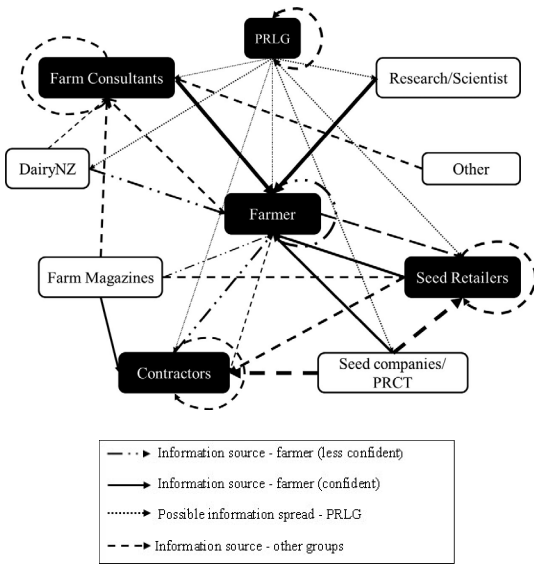 PRLG
Farm Consultants
Research/Scientist
DairyNZ
Other
Farmer
Farm Magazines
Seed Retailers
Contractors
Seed companies/
PRCT
Information source - farmer (less confident)
Information source - farmer (confident)
Possible information spread - PRLG
Information source - other groups